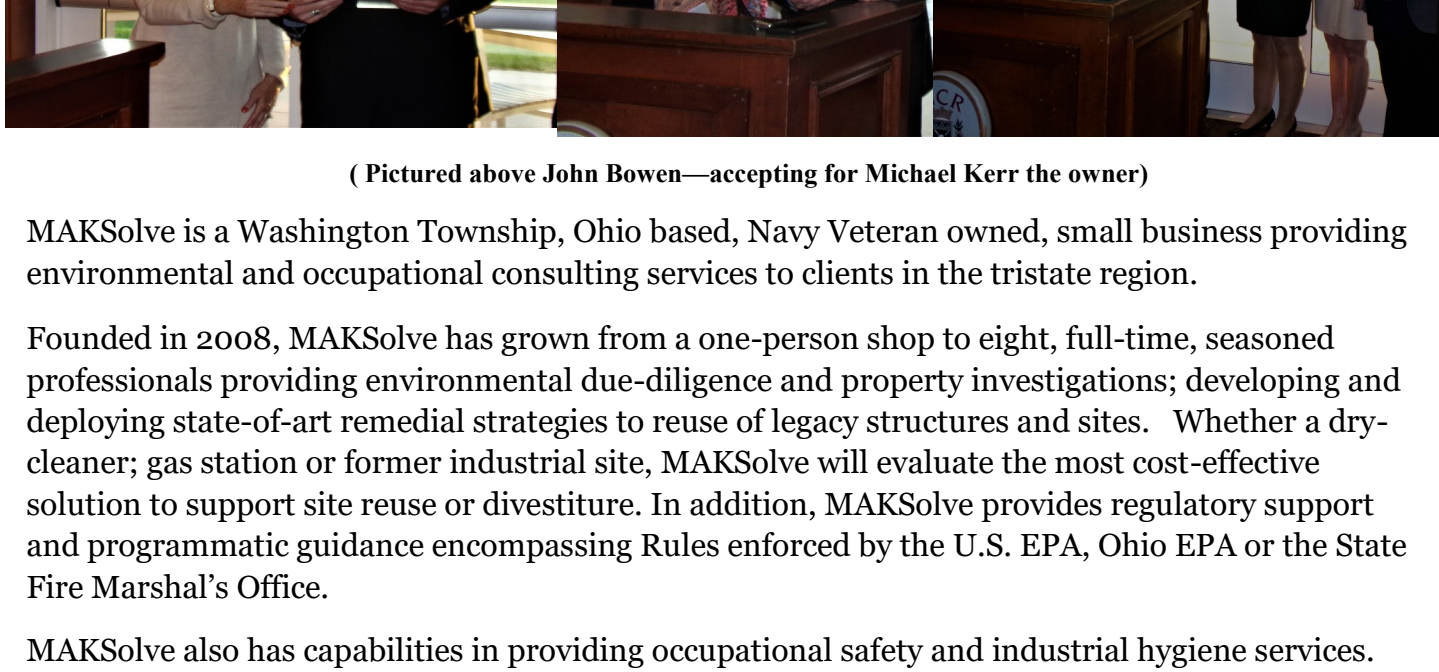 CR
( Pictured above John Bowen—accepting for Michael Kerr the owner)
MAKSolve is a Washington Township, Ohio based, Navy Veteran owned, small business providing
environmental and occupational consulting services to clients in the tristate region.
Founded in 2008, MAKSolve has grown from a one-person shop to eight, full-time, seasoned
professionals providing environmental due-diligence and property investigations; developing and
deploying state-of-art remedial strategies to reuse of legacy structures and sites.   Whether a dry-
cleaner; gas station or former industrial site, MAKSolve will evaluate the most cost-effective
solution to support site reuse or divestiture. In addition, MAKSolve provides regulatory support
and programmatic guidance encompassing Rules enforced by the U.S. EPA, Ohio EPA or the State
Fire Marshal’s Office.
MAKSolve also has capabilities in providing occupational safety and industrial hygiene services.